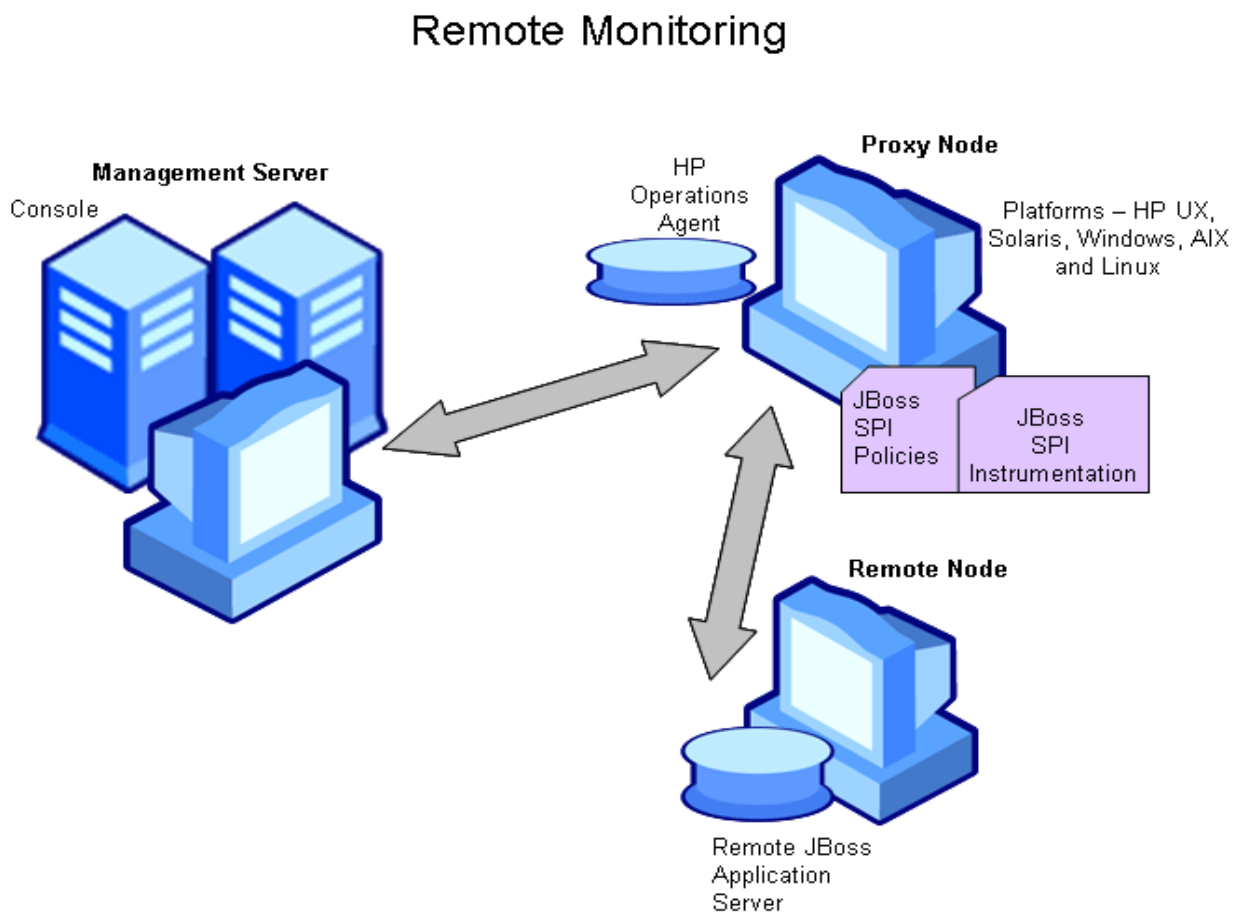 Remote Monitoring
Management Server
Console
HP
Operations
Agent
Proxy Node
Platforms – HP UX,
Solaris, Windows, AIX
and Linux
JBoss
SPI
Policies
JBoss
SPI
Instrumentation
Remote Node
Remote JBoss
Application
Server